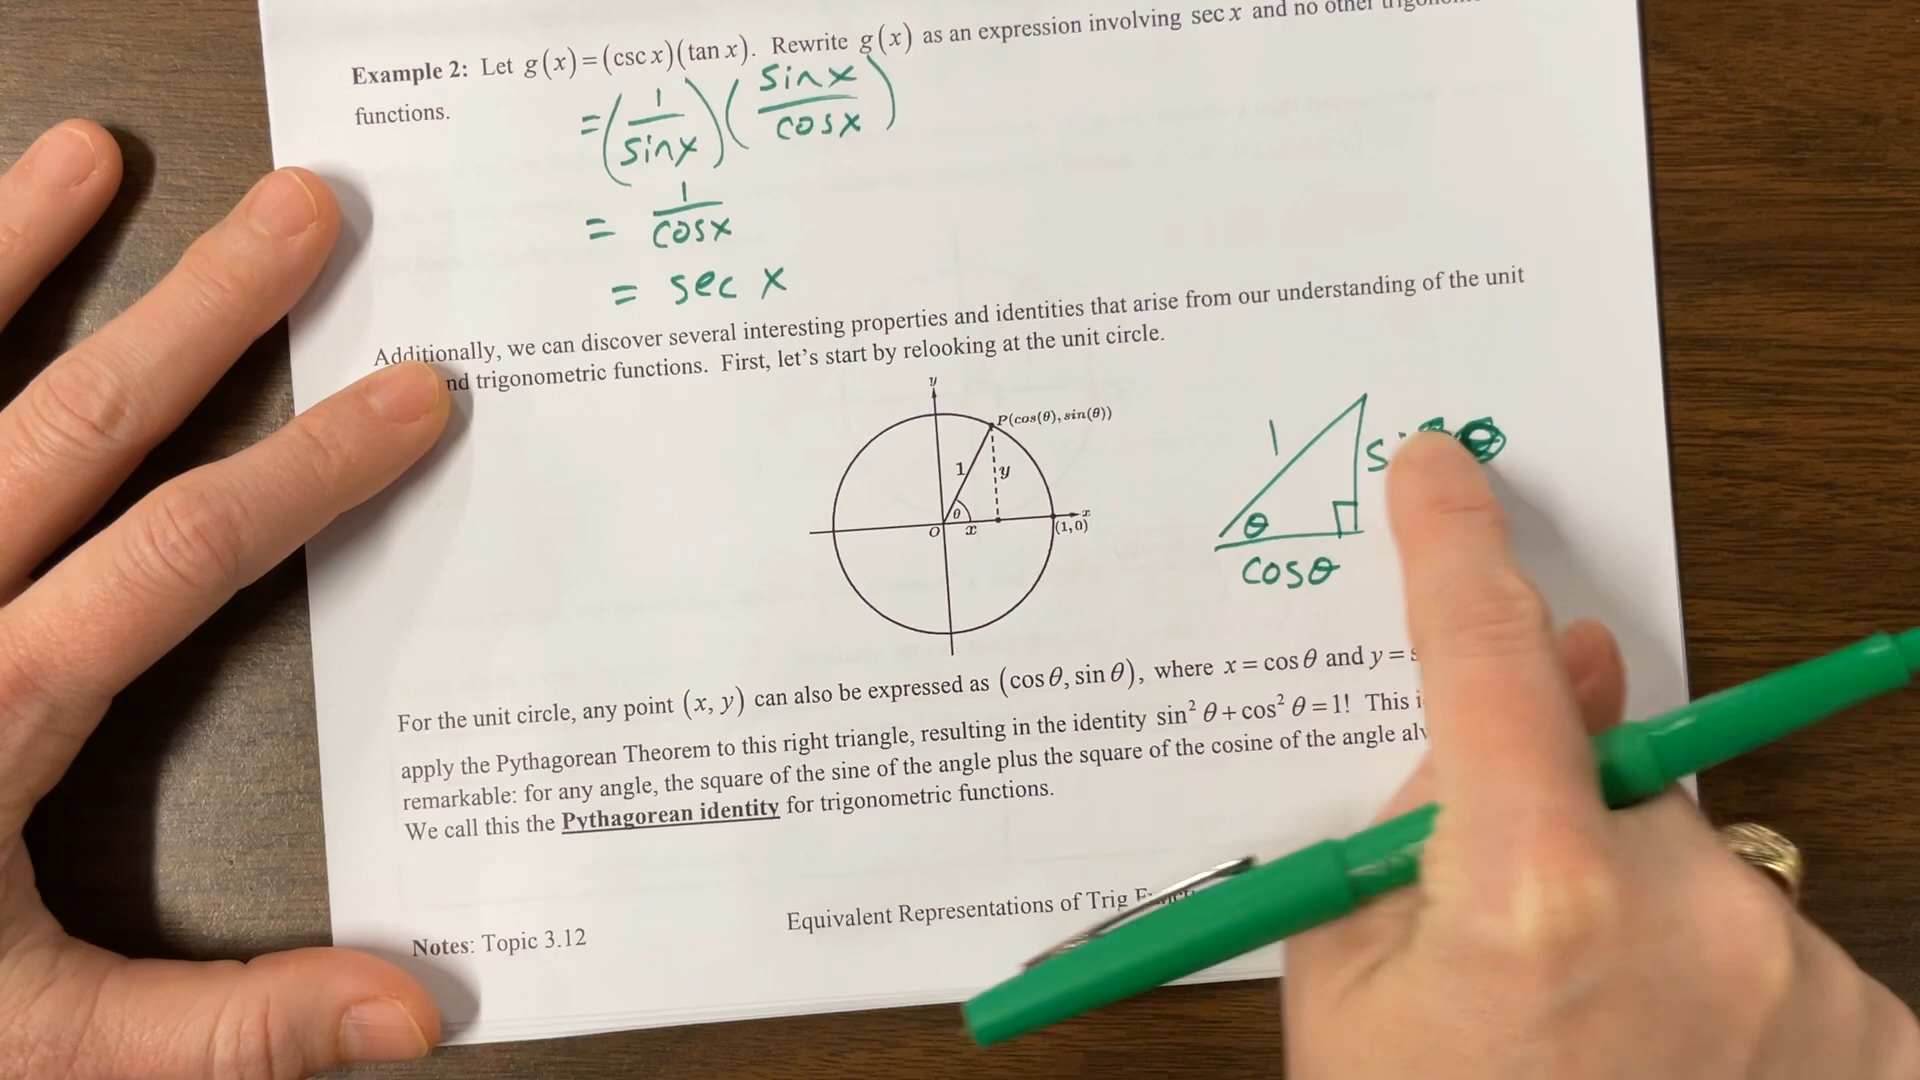 Example 2: Let g(x) = (csc x)(tan x). Rewrite g(x) as an expression involving sec x and no other
functions.
= (1/sinx)(sinx/cosx)
= 1/cosx
= sec x
Additionally, we can discover several interesting properties and identities that arise from our understanding of the unit
nd trigonometric functions. First, let's start by relooking at the unit circle.
y
P(cos(θ), sin(θ))
1 y
θ
O x (1, 0) x
1
θ
cosθ
For the unit circle, any point (x, y) can also be expressed as (cos θ, sin θ), where x = cos θ and y =
apply the Pythagorean Theorem to this right triangle, resulting in the identity sin² θ + cos² θ = 1! This
remarkable: for any angle, the square of the sine of the angle plus the square of the cosine of the angle
We call this the Pythagorean identity for trigonometric functions.
Notes: Topic 3.12
Equivalent Representations of Trig